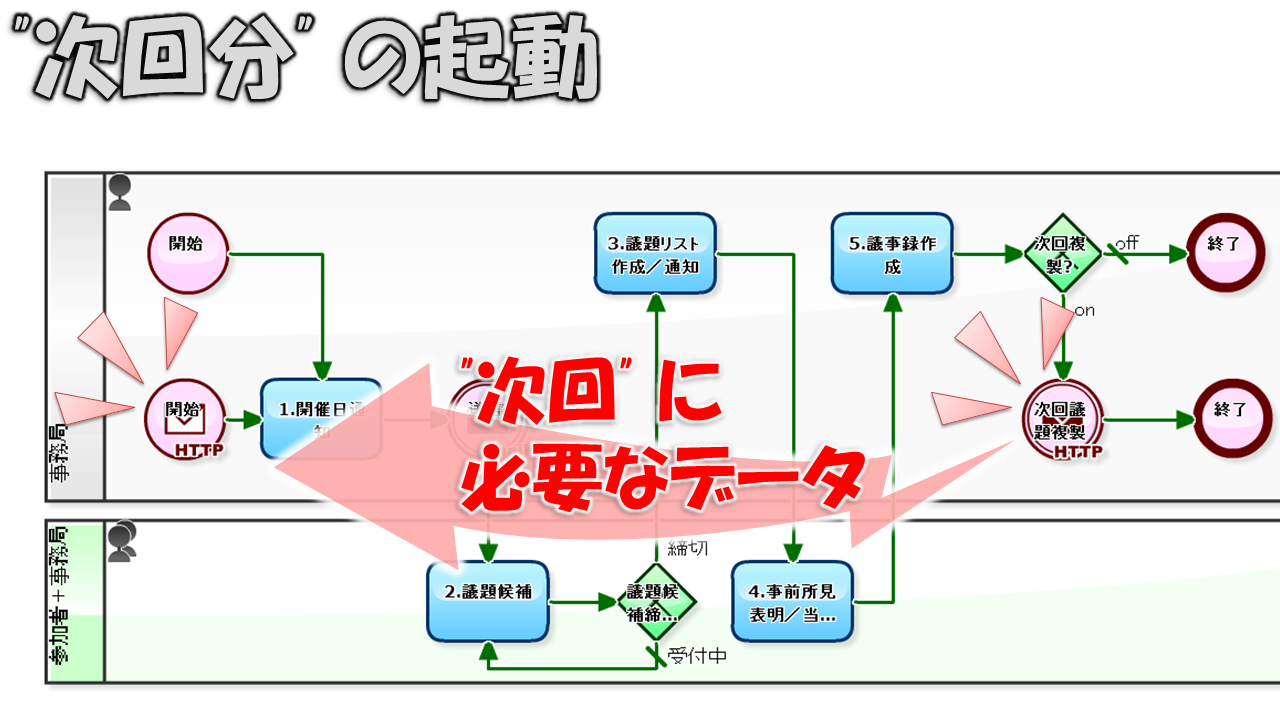 "次回分" の起動
開始
3.議題リスト
作成／通知
5.議事録作
成
次回複
製?
off
終了
on
"次回" に
必要なデータ
開始
HTTP
1.開催日通
知
次回議
題複製
HTTP
終了
事務局
締切
2.議題候補
議題候
補締...
4.事前所見
表明／当...
受付中
参加者＋事務局